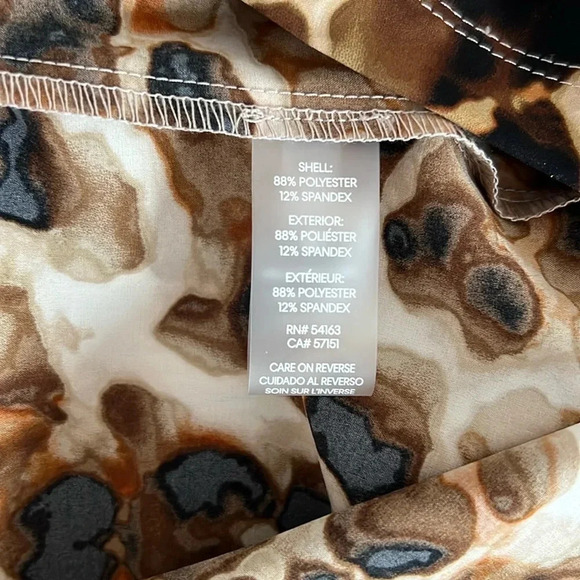 SHELL:
88% POLYESTER
12% SPANDEX
EXTERIOR:
88% POLIÉSTER
12% SPANDEX
EXTÉRIEUR:
88% POLYESTER
12% SPANDEX
RN# 54163
CA# 57151
CARE ON REVERSE
CUIDADO AL REVERSO
SOIN SUR L'INVERSE